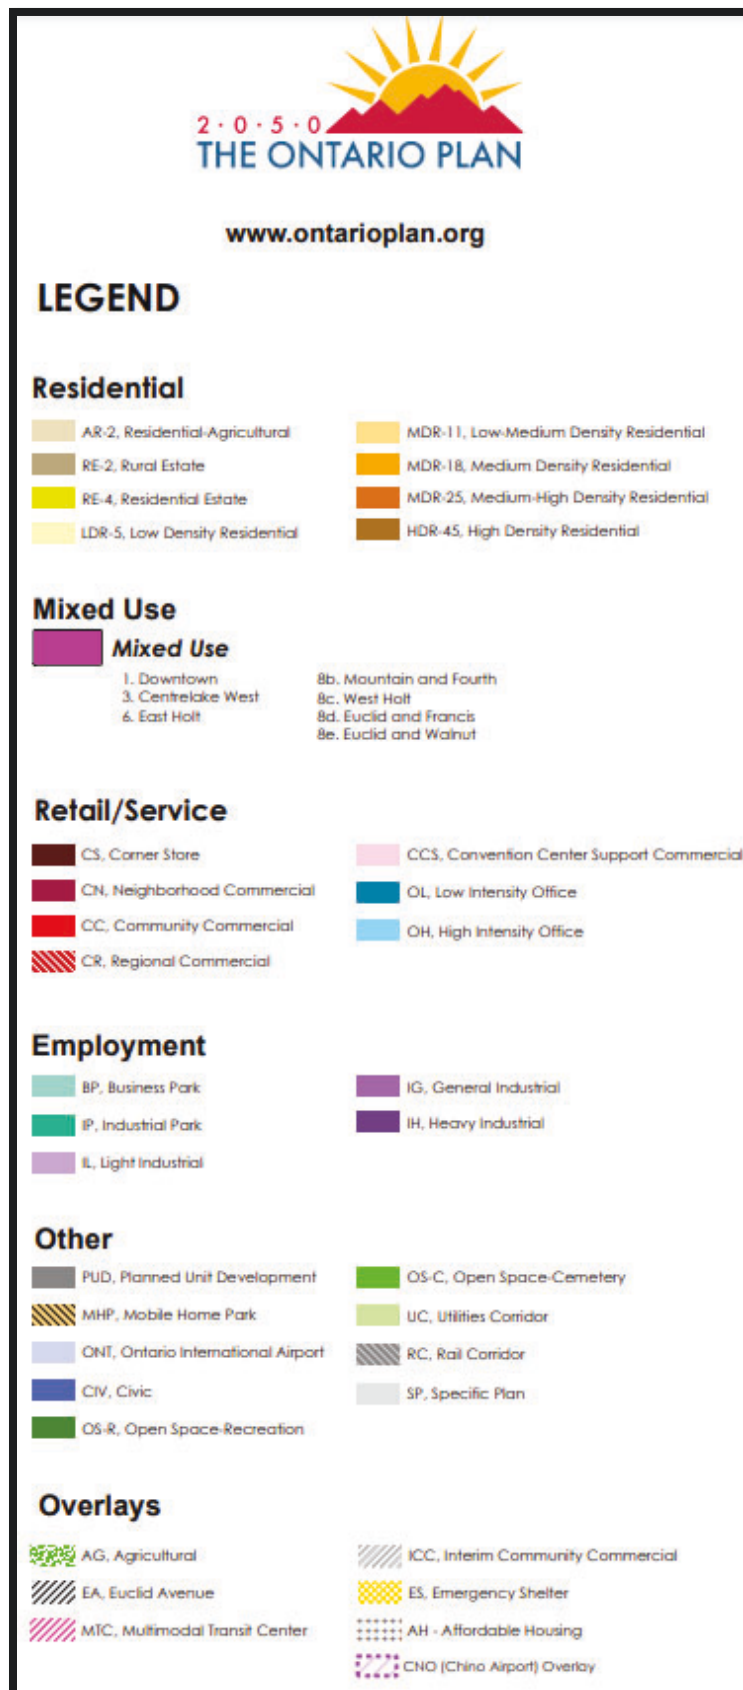 2·0·5·0
THE ONTARIO PLAN
www.ontarioplan.org
LEGEND
Residential
AR-2, Residential-Agricultural
RE-2, Rural Estate
RE-4, Residential Estate
LDR-5, Low Density Residential
MDR-11, Low-Medium Density Residential
MDR-18, Medium Density Residential
MDR-25, Medium-High Density Residential
HDR-45, High Density Residential
Mixed Use
Mixed Use
1. Downtown
3. Centrelake West
6. East Holt
8b. Mountain and Fourth
8c. West Holt
8d. Euclid and Francis
8e. Euclid and Walnut
Retail/Service
CS, Corner Store
CN, Neighborhood Commercial
CC, Community Commercial
CR, Regional Commercial
CCS, Convention Center Support Commercial
OL, Low Intensity Office
OH, High Intensity Office
Employment
BP, Business Park
IP, Industrial Park
IL, Light Industrial
IG, General Industrial
IH, Heavy Industrial
Other
PUD, Planned Unit Development
MHP, Mobile Home Park
ONT, Ontario International Airport
CIV, Civic
OS-R, Open Space-Recreation
OS-C, Open Space-Cemetery
UC, Utilities Corridor
RC, Rail Corridor
SP, Specific Plan
Overlays
AG, Agricultural
EA, Euclid Avenue
MTC, Multimodal Transit Center
ICC, Interim Community Commercial
ES, Emergency Shelter
AH - Affordable Housing
CNO (Chino Airport) Overlay